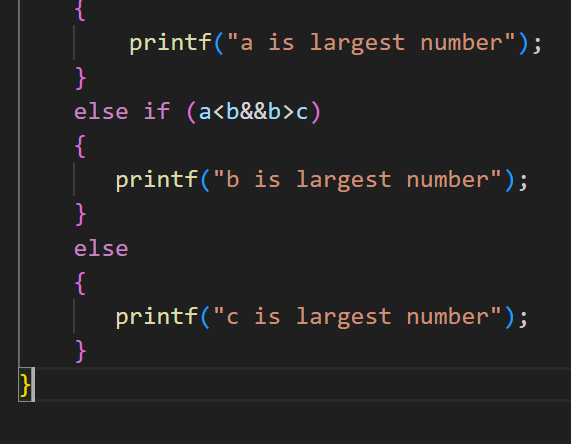 {
printf("a is largest number");
}
else if (a<b&&b>c)
{
printf("b is largest number");
}
else
{
printf("c is largest number");
}
}